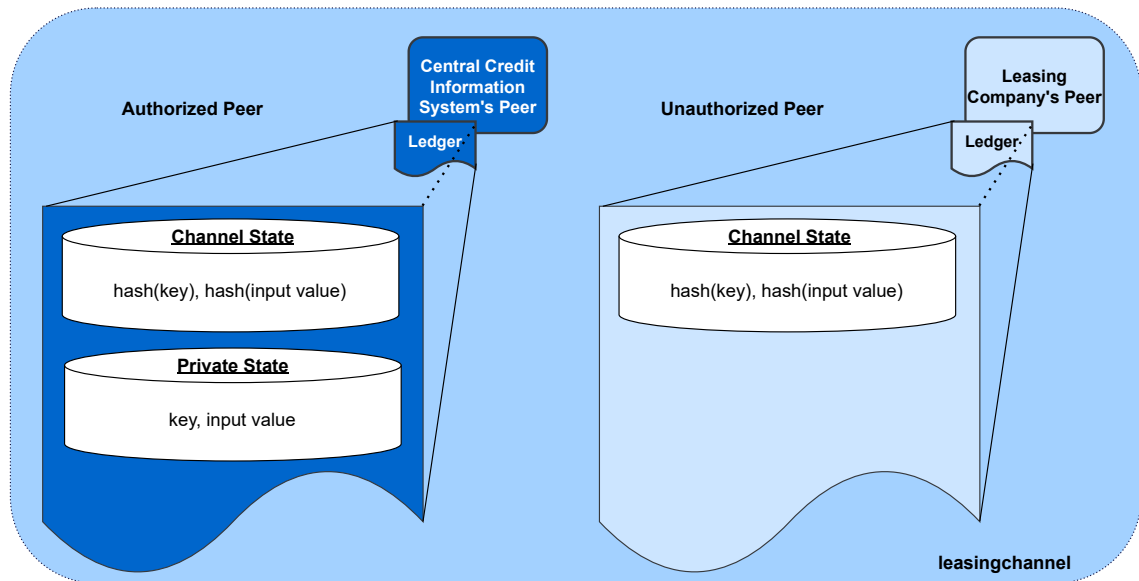 Authorized Peer
Central Credit
Information
System's Peer
Ledger
Channel State
hash(key), hash(input value)
Private State
key, input value
Unauthorized Peer
Leasing
Company's Peer
Ledger
Channel State
hash(key), hash(input value)
leasingchannel